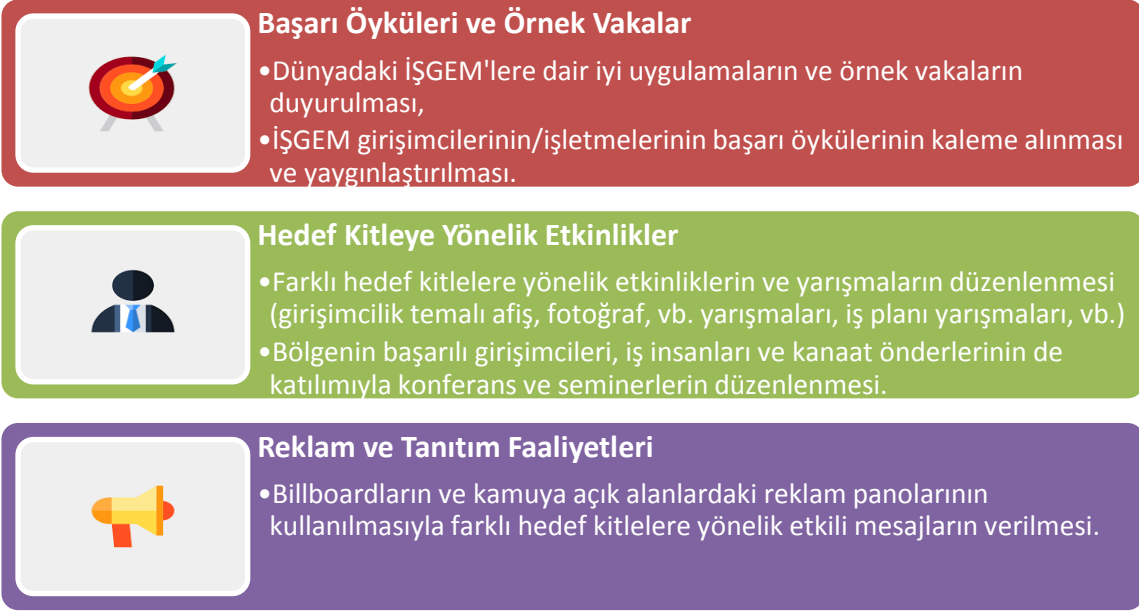 Başarı Öyküleri ve Örnek Vakalar
•Dünyadaki İŞGEM'lere dair iyi uygulamaların ve örnek vakaların
duyurulması,
•İŞGEM girişimcilerinin/işletmelerinin başarı öykülerinin kaleme alınması
ve yaygınlaştırılması.
Hedef Kitleye Yönelik Etkinlikler
•Farklı hedef kitlelere yönelik etkinliklerin ve yarışmaların düzenlenmesi
(girişimcilik temalı afiş, fotoğraf, vb. yarışmaları, iş planı yarışmaları, vb.)
•Bölgenin başarılı girişimcileri, iş insanları ve kanaat önderlerinin de
katılımıyla konferans ve seminerlerin düzenlenmesi.
Reklam ve Tanıtım Faaliyetleri
•Billboardların ve kamuya açık alanlardaki reklam panolarının
kullanılmasıyla farklı hedef kitlelere yönelik etkili mesajların verilmesi.